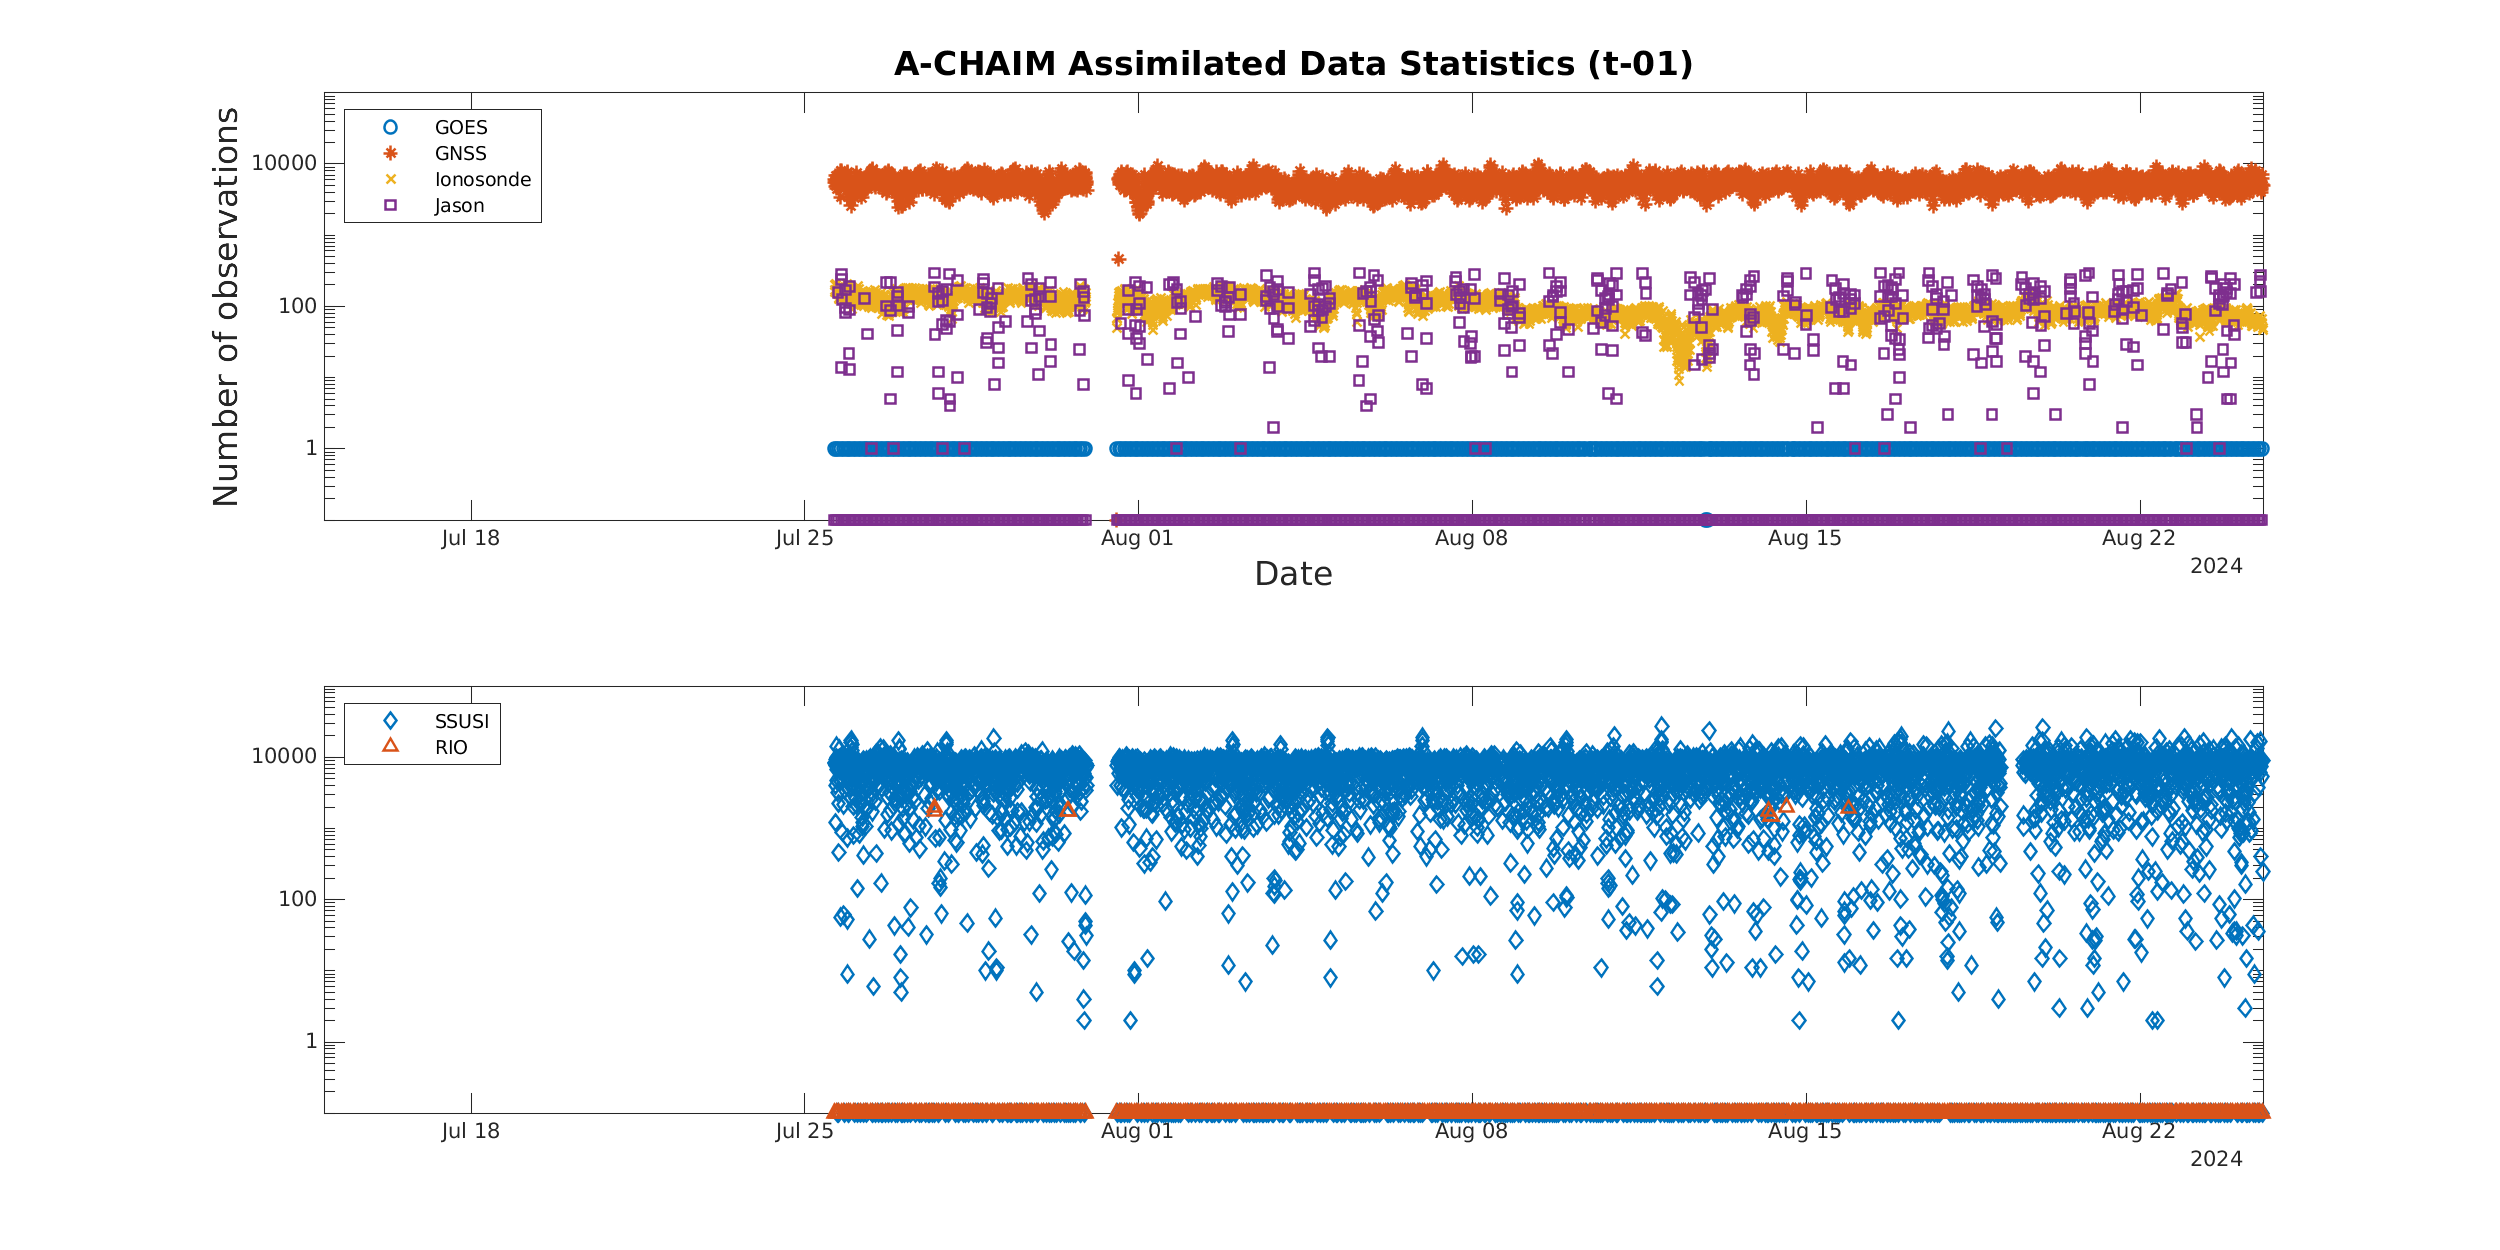 A-CHAIM Assimilated Data Statistics (t-01)
Number of observations
GOES
GNSS
Ionosonde
Jason
10000
100
1
Jul 18
Jul 25
Aug 01
Aug 08
Aug 15
Aug 22
2024
Date
SSUSI
RIO
10000
100
1
Jul 18
Jul 25
Aug 01
Aug 08
Aug 15
Aug 22
2024